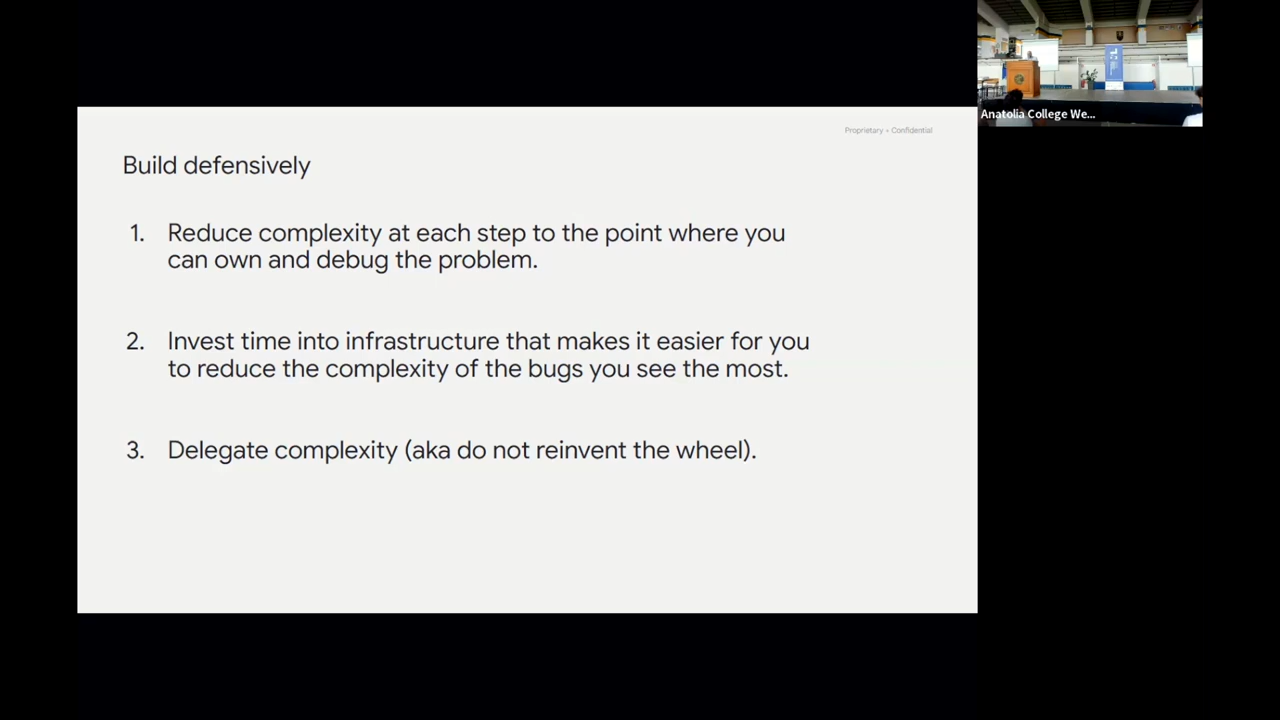 Proprietary + Confidential
Build defensively
1. Reduce complexity at each step to the point where you
can own and debug the problem.
2. Invest time into infrastructure that makes it easier for you
to reduce the complexity of the bugs you see the most.
3. Delegate complexity (aka do not reinvent the wheel).
Anatolia College We...